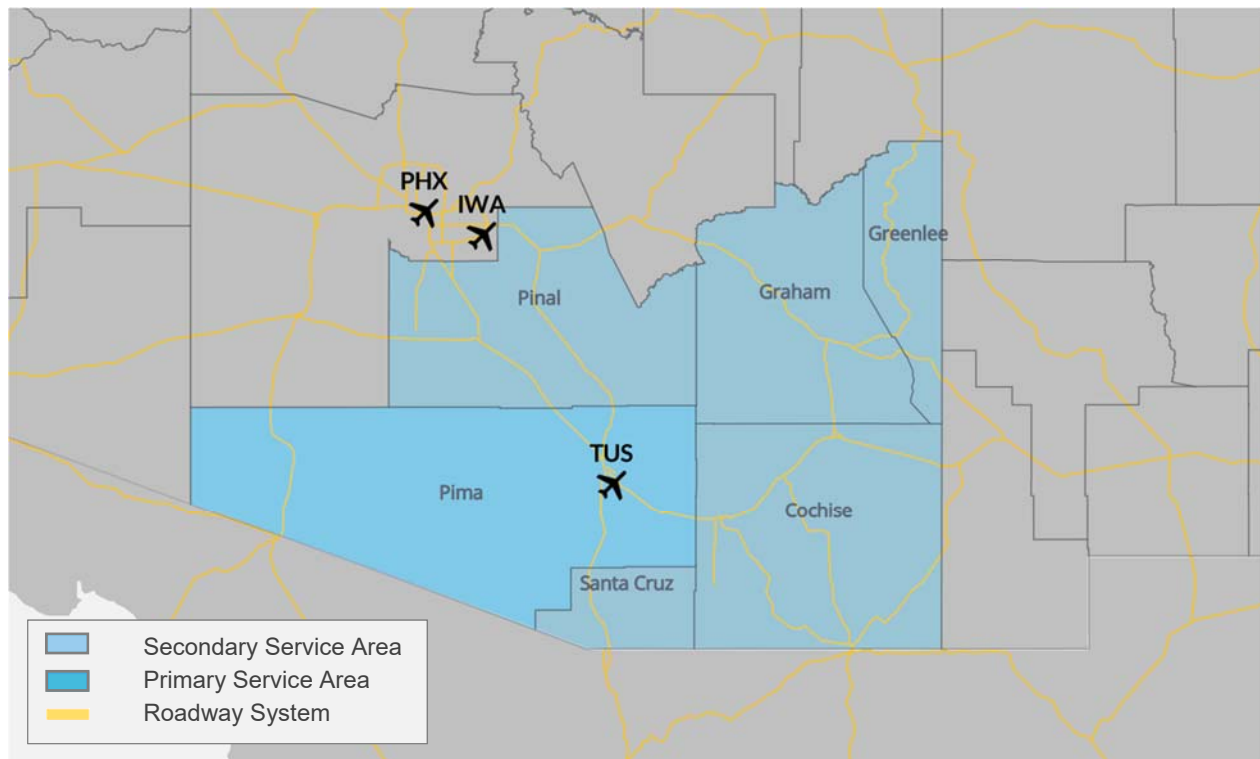 PHX
IWA
Greenlee
Graham
Pinal
TUS
Pima
Cochise
Santa Cruz
Secondary Service Area
Primary Service Area
Roadway System